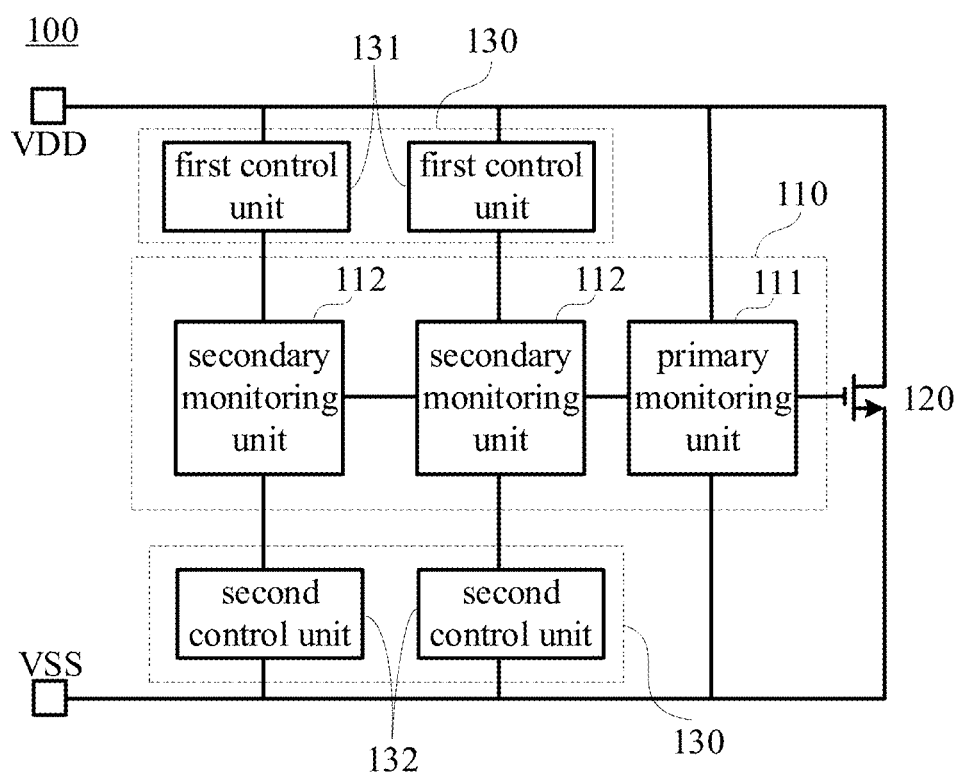 100
131
130
VDD
first control
unit
first control
unit
110
112
112
111
secondary
monitoring
unit
secondary
monitoring
unit
primary
monitoring
unit
120
second
control unit
second
control unit
VSS
132
130